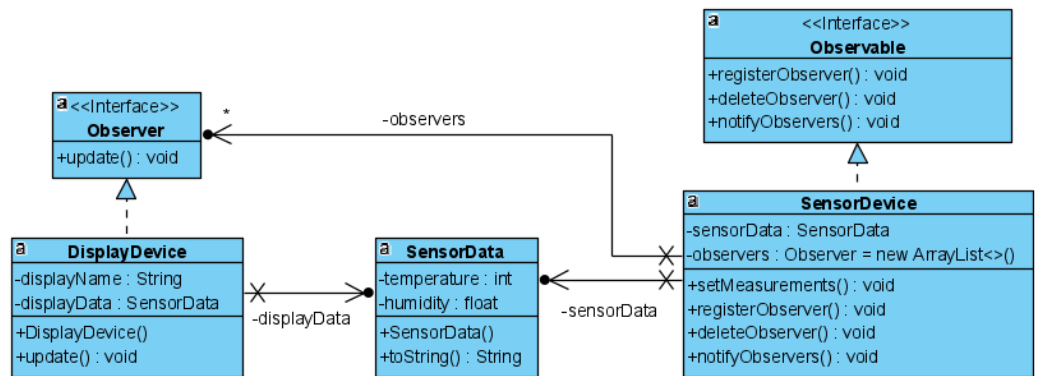 a
<<Interface>>
Observable
+registerObserver() : void
+deleteObserver() : void
+notifyObservers() : void
a <<Interface>>
Observer
+update() : void
*
-observers
a
DisplayDevice
-displayName : String
-displayData : SensorData
+DisplayDevice()
+update() : void
-displayData
a
SensorData
-temperature : int
-humidity : float
+SensorData()
+toString() : String
-sensorData
a
SensorDevice
-sensorData : SensorData
-observers : Observer = new ArrayList<>()
+setMeasurements() : void
+registerObserver() : void
+deleteObserver() : void
+notifyObservers() : void